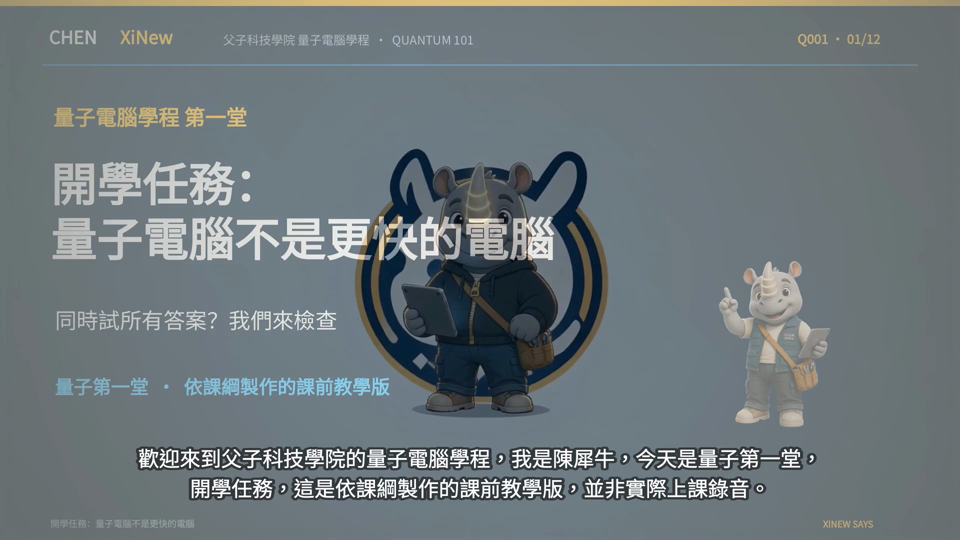 CHEN XiNew 父子科技學院 量子電腦學程 • QUANTUM 101 Q001 • 01/12
量子電腦學程 第一堂
開學任務：
量子電腦不是更快的電腦
同時試所有答案？我們來檢查
量子第一堂 • 依課綱製作的課前教學版
歡迎來到父子科技學院的量子電腦學程，我是陳犀牛，今天是量子第一堂，
開學任務，這是依課綱製作的課前教學版，並非實際上課錄音。
開學任務：量子電腦不是更快的電腦 XINEW SAYS